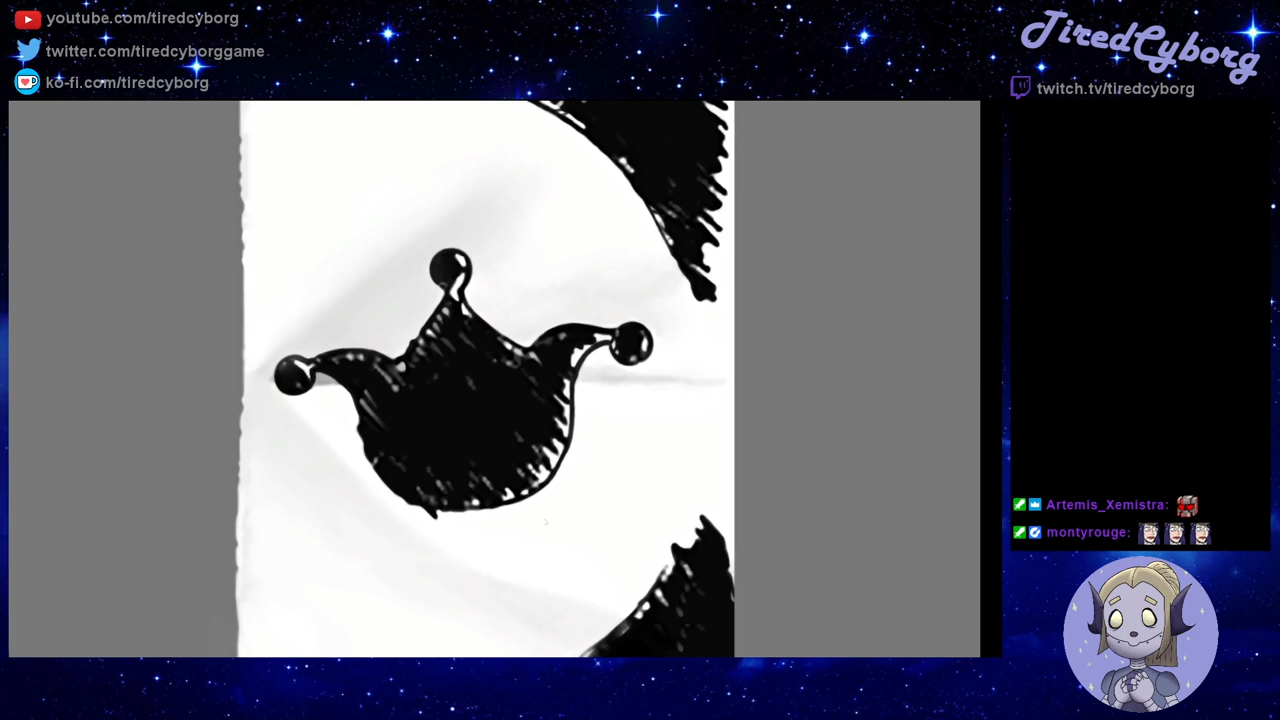 youtube.com/tiredcyborg
twitter.com/tiredcyborggame
ko-fi.com/tiredcyborg
TiredCyborg
twitch.tv/tiredcyborg
Artemis_Xemistra:
montyrouge: